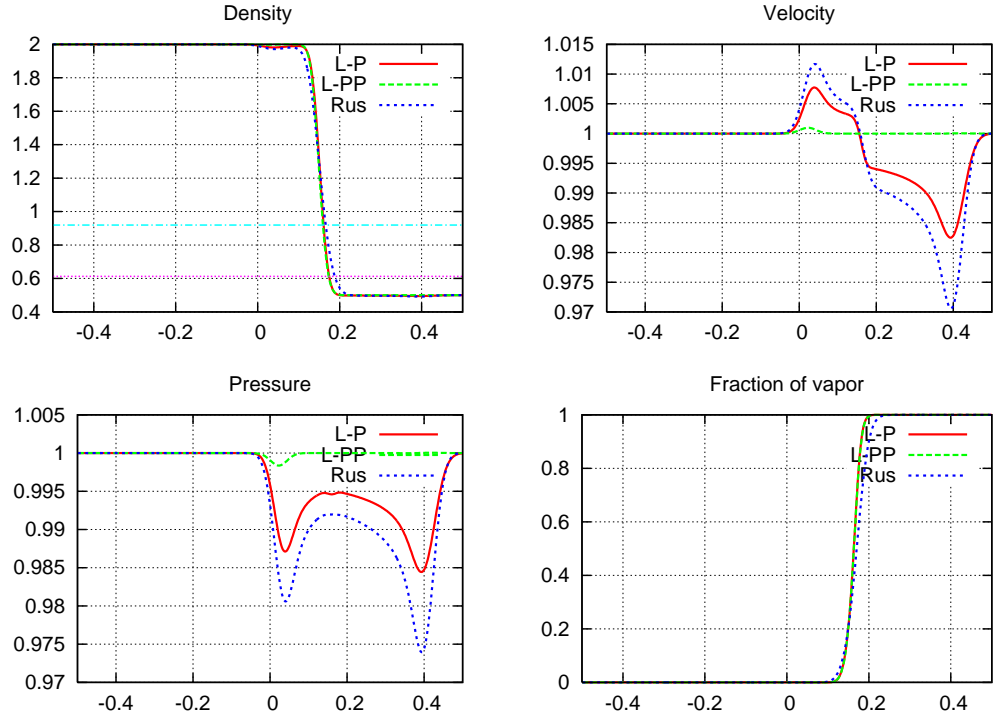 Density
2
1.8
1.6
1.4
1.2
1
0.8
0.6
0.4
-0.4 -0.2 0 0.2 0.4
L-P
L-PP
Rus
Velocity
1.015
1.01
1.005
1
0.995
0.99
0.985
0.98
0.975
0.97
-0.4 -0.2 0 0.2 0.4
L-P
L-PP
Rus
Pressure
1.005
1
0.995
0.99
0.985
0.98
0.975
0.97
-0.4 -0.2 0 0.2 0.4
L-P
L-PP
Rus
Fraction of vapor
1
0.8
0.6
0.4
0.2
0
-0.4 -0.2 0 0.2 0.4
L-P
L-PP
Rus